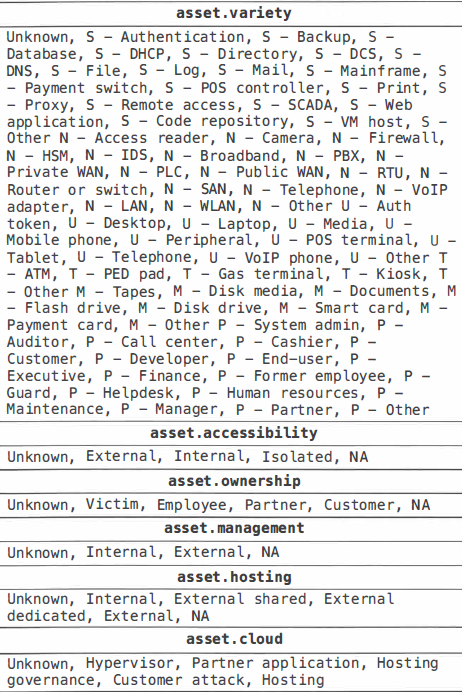 asset.variety
Unknown, S – Authentication, S – Backup, S –
Database, S – DHCP, S – Directory, S – DCS, S –
DNS, S – File, S – Log, S – Mail, S – Mainframe, S
– Payment switch, S – POS controller, S – Print, S
– Proxy, S – Remote access, S – SCADA, S – Web
application, S – Code repository, S – VM host, S –
Other N – Access reader, N – Camera, N – Firewall,
N – HSM, N – IDS, N – Broadband, N – PBX, N –
Private WAN, N – PLC, N – Public WAN, N – RTU, N –
Router or switch, N – SAN, N – Telephone, N – VoIP
adapter, N – LAN, N – WLAN, N – Other U – Auth
token, U – Desktop, U – Laptop, U – Media, U –
Mobile phone, U – Peripheral, U – POS terminal, U –
Tablet, U – Telephone, U – VoIP phone, U – Other T
– ATM, T – PED pad, T – Gas terminal, T – Kiosk, T
– Other M – Tapes, M – Disk media, M – Documents, M
– Flash drive, M – Disk drive, M – Smart card, M –
Payment card, M – Other P – System admin, P –
Auditor, P – Call center, P – Cashier, P –
Customer, P – Developer, P – End-user, P –
Executive, P – Finance, P – Former employee, P –
Guard, P – Helpdesk, P – Human resources, P –
Maintenance, P – Manager, P – Partner, P – Other
asset.accessibility
Unknown, External, Internal, Isolated, NA
asset.ownership
Unknown, Victim, Employee, Partner, Customer, NA
asset.management
Unknown, Internal, External, NA
asset.hosting
Unknown, Internal, External shared, External
dedicated, External, NA
asset.cloud
Unknown, Hypervisor, Partner application, Hosting
governance, Customer attack, Hosting